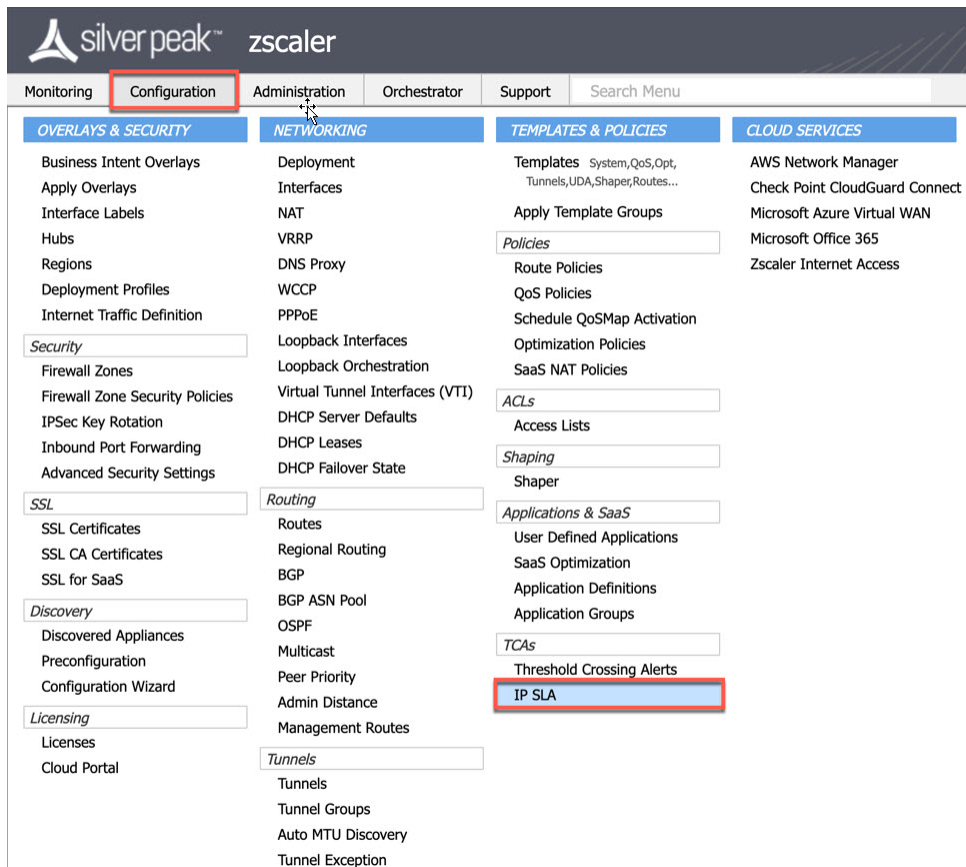 silver peak™ zscaler
Monitoring Configuration Administration Orchestrator Support Search Menu
OVERLAYS & SECURITY
Business Intent Overlays
Apply Overlays
Interface Labels
Hubs
Regions
Deployment Profiles
Internet Traffic Definition
Security
Firewall Zones
Firewall Zone Security Policies
IPSec Key Rotation
Inbound Port Forwarding
Advanced Security Settings
SSL
SSL Certificates
SSL CA Certificates
SSL for SaaS
Discovery
Discovered Appliances
Preconfiguration
Configuration Wizard
Licensing
Licenses
Cloud Portal
NETWORKING
Deployment
Interfaces
NAT
VRRP
DNS Proxy
WCCP
PPPoE
Loopback Interfaces
Loopback Orchestration
Virtual Tunnel Interfaces (VTI)
DHCP Server Defaults
DHCP Leases
DHCP Failover State
Routing
Routes
Regional Routing
BGP
BGP ASN Pool
OSPF
Multicast
Peer Priority
Admin Distance
Management Routes
Tunnels
Tunnels
Tunnel Groups
Auto MTU Discovery
Tunnel Exception
TEMPLATES & POLICIES
Templates System,QoS,Opt,
Tunnels,UDA,Shaper,Routes...
Apply Template Groups
Policies
Route Policies
QoS Policies
Schedule QoSMap Activation
Optimization Policies
SaaS NAT Policies
ACLs
Access Lists
Shaping
Shaper
Applications & SaaS
User Defined Applications
SaaS Optimization
Application Definitions
Application Groups
TCAs
Threshold Crossing Alerts
IP SLA
CLOUD SERVICES
AWS Network Manager
Check Point CloudGuard Connect
Microsoft Azure Virtual WAN
Microsoft Office 365
Zscaler Internet Access